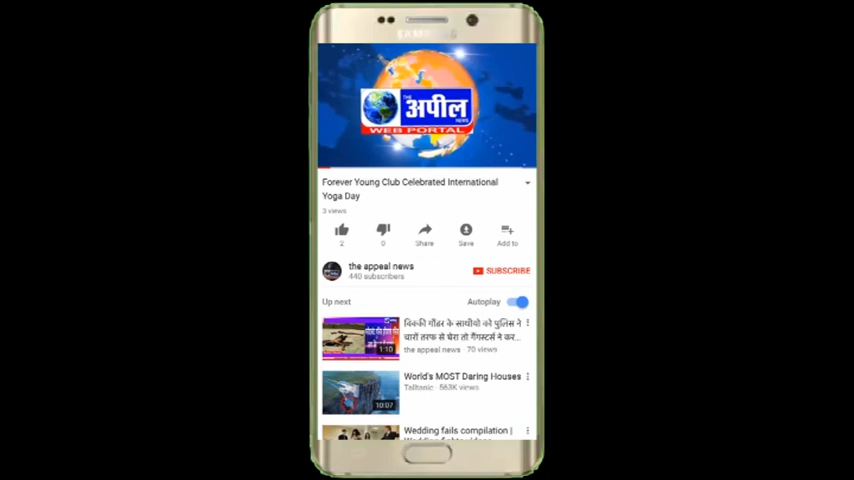 SAMSUNG
THE
अपील
NEWS
WEB PORTAL
Forever Young Club Celebrated International
Yoga Day
3 views
2
0
Share
Save
Add to
the appeal news
440 subscribers
SUBSCRIBE
Up next
Autoplay
विक्की गौंडर के साथीयो को पुलिस ने
चारों तरफ से घेरा तो गैंगस्टर्स ने कर...
the appeal news · 70 views
1:10
World's MOST Daring Houses
Talltanic · 563K views
10:07
Wedding fails compilation |